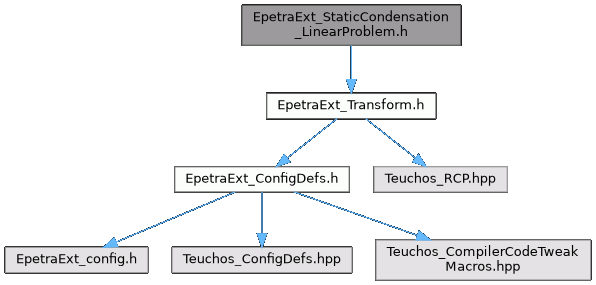 EpetraExt_StaticCondensation
_LinearProblem.h
EpetraExt_Transform.h
EpetraExt_ConfigDefs.h
Teuchos_RCP.hpp
EpetraExt_config.h
Teuchos_ConfigDefs.hpp
Teuchos_CompilerCodeTweak
Macros.hpp